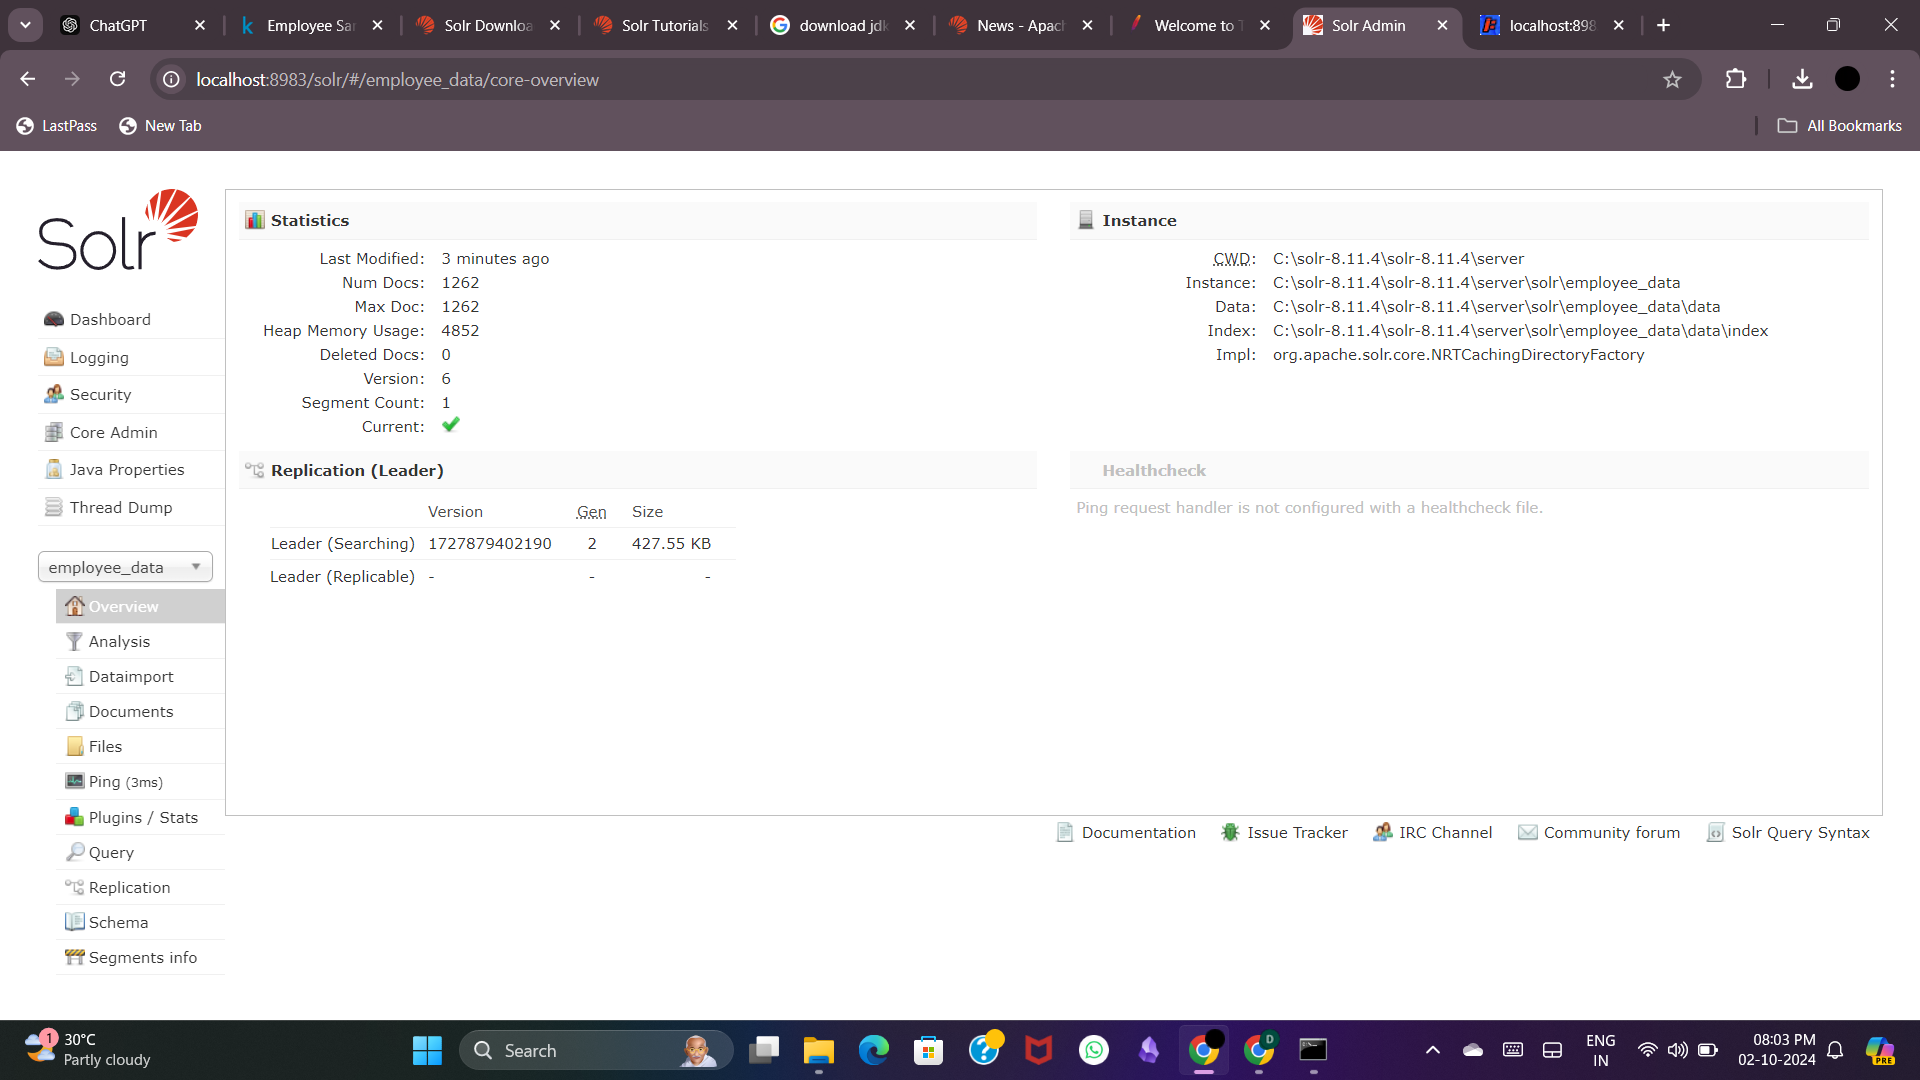 ChatGPT
Employee Sar
Solr Downloa
Solr Tutorials
download jdk
News - Apach
Welcome to T
Solr Admin
localhost:898
localhost:8983/solr/#/employee_data/core-overview
LastPass
New Tab
All Bookmarks
Solr
Dashboard
Logging
Security
Core Admin
Java Properties
Thread Dump
employee_data
Overview
Analysis
Dataimport
Documents
Files
Ping (3ms)
Plugins / Stats
Query
Replication
Schema
Segments info
Statistics
Last Modified: 3 minutes ago
Num Docs: 1262
Max Doc: 1262
Heap Memory Usage: 4852
Deleted Docs: 0
Version: 6
Segment Count: 1
Current:
Instance
CWD: C:\solr-8.11.4\solr-8.11.4\server
Instance: C:\solr-8.11.4\solr-8.11.4\server\solr\employee_data
Data: C:\solr-8.11.4\solr-8.11.4\server\solr\employee_data\data
Index: C:\solr-8.11.4\solr-8.11.4\server\solr\employee_data\data\index
Impl: org.apache.solr.core.NRTCachingDirectoryFactory
Replication (Leader)
Version Gen Size
Leader (Searching) 1727879402190 2 427.55 KB
Leader (Replicable) - - -
Healthcheck
Ping request handler is not configured with a healthcheck file.
Documentation
Issue Tracker
IRC Channel
Community forum
Solr Query Syntax
1
30°C
Partly cloudy
Search
D
ENG
IN
08:03 PM
02-10-2024
PRE